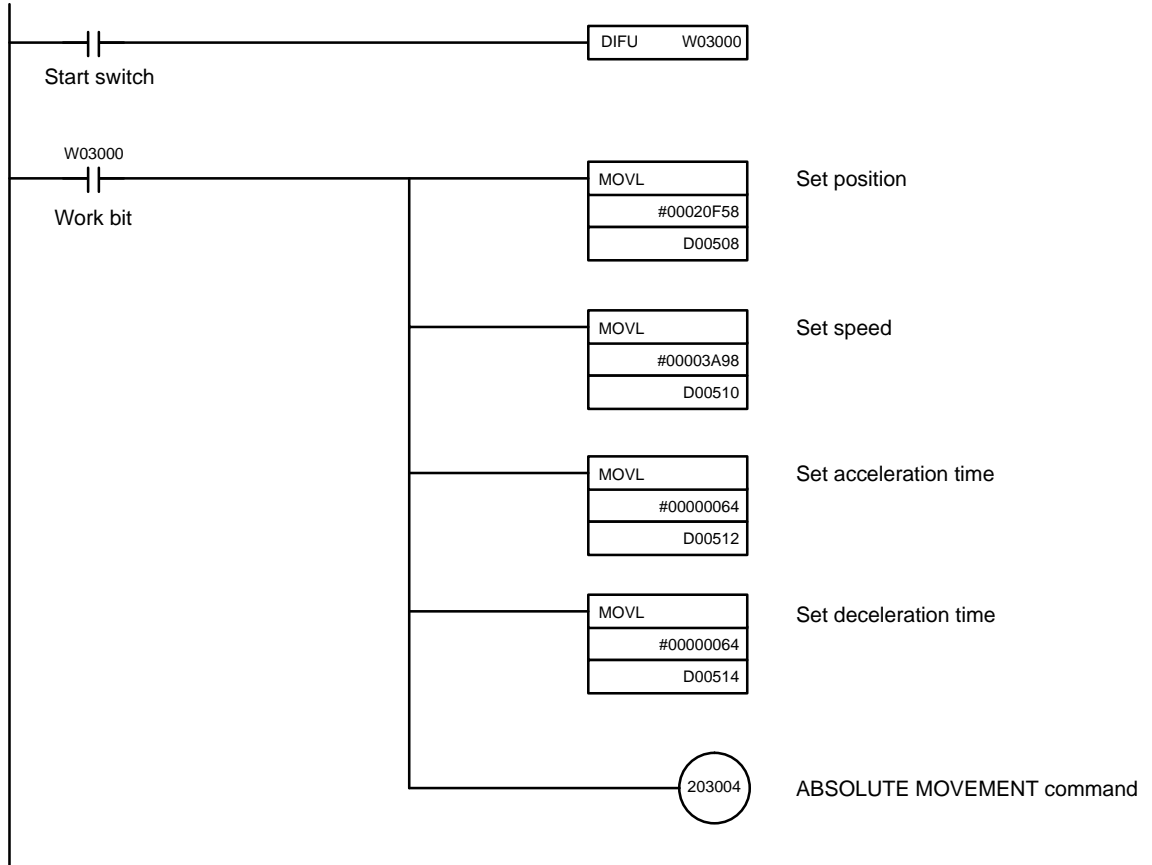 DIFU W03000
Start switch
W03000
Work bit
MOVL
#00020F58
D00508
Set position
MOVL
#00003A98
D00510
Set speed
MOVL
#00000064
D00512
Set acceleration time
MOVL
#00000064
D00514
Set deceleration time
203004
ABSOLUTE MOVEMENT command